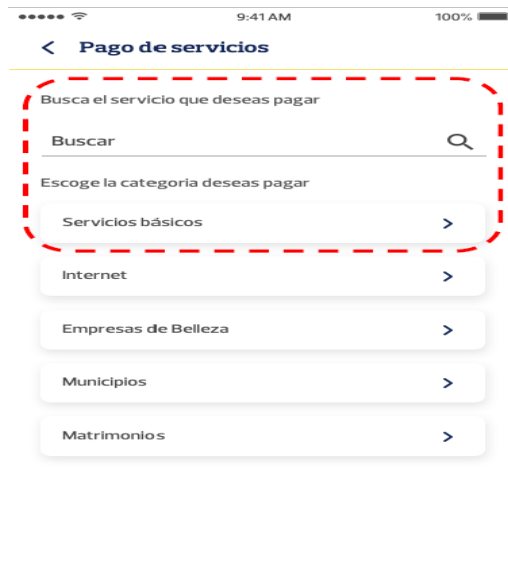 9:41 AM 100%
Pago de servicios
Busca el servicio que deseas pagar
Buscar
Escoge la categoria deseas pagar
Servicios básicos
Internet
Empresas de Belleza
Municipios
Matrimonios